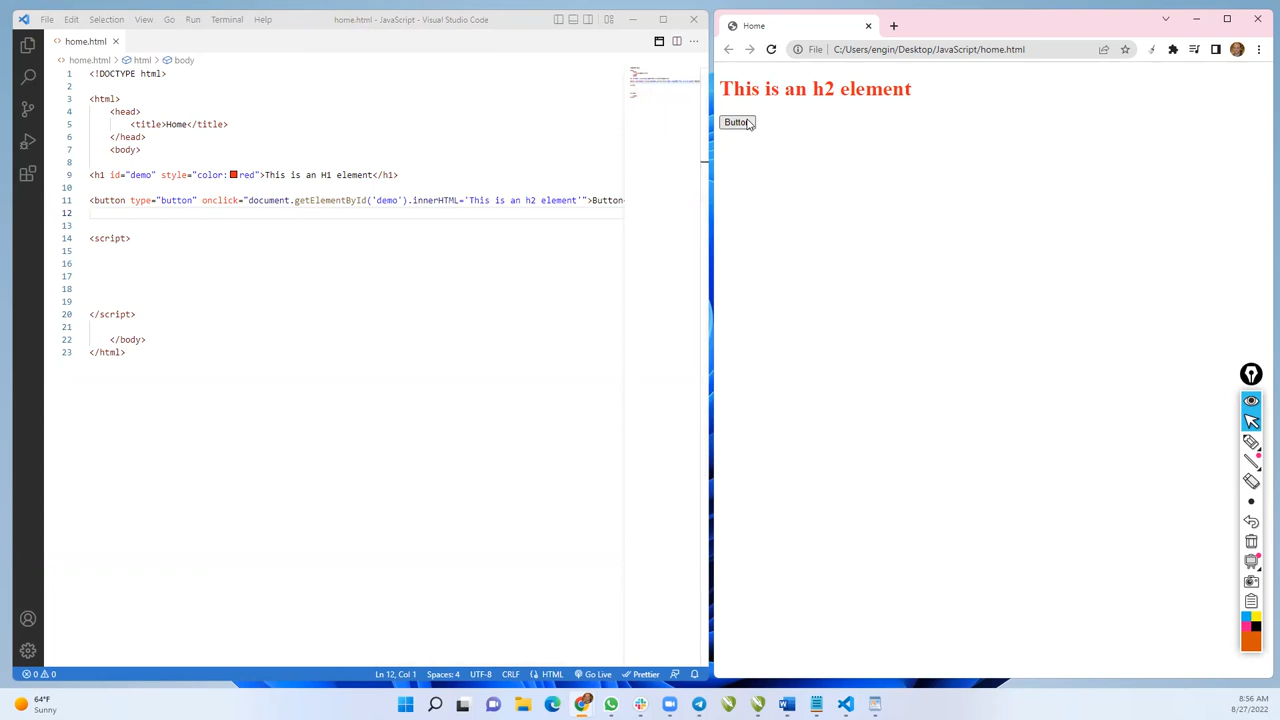 File Edit Selection View Go Run Terminal Help home.html - JavaScript - Visual Studio Code
home.html
home.html > html > body
1 <!DOCTYPE html>
2
3 <html>
4 <head>
5 <title>Home</title>
6 </head>
7 <body>
8
9 <h1 id="demo" style="color:red">This is an H1 element</h1>
10
11 <button type="button" onclick="document.getElementById('demo').innerHTML='This is an h2 element'">Button<
12
13
14 <script>
15
16
17
18
19
20 </script>
21
22 </body>
23 </html>
0 0 Ln 12, Col 1 Spaces: 4 UTF-8 CRLF HTML Go Live Prettier
Home
File C:/Users/engin/Desktop/JavaScript/home.html
This is an h2 element
Button
64°F
Sunny
8:56 AM
8/27/2022